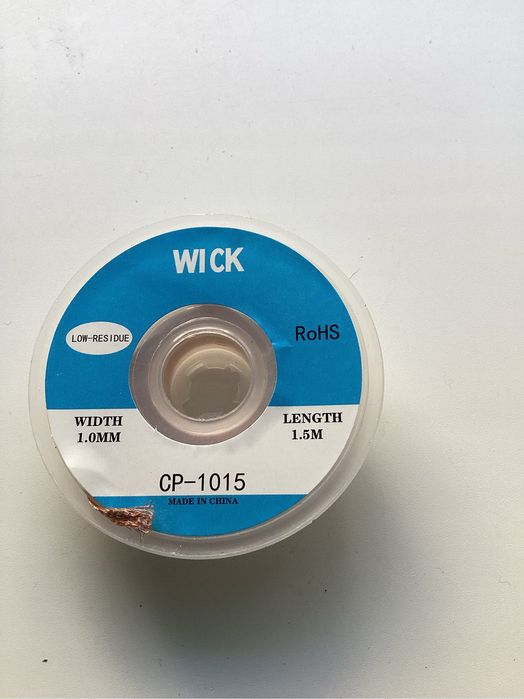 WICK
LOW-RESIDUE
RoHS
WIDTH
1.0MM
LENGTH
1.5M
CP-1015
MADE IN CHINA